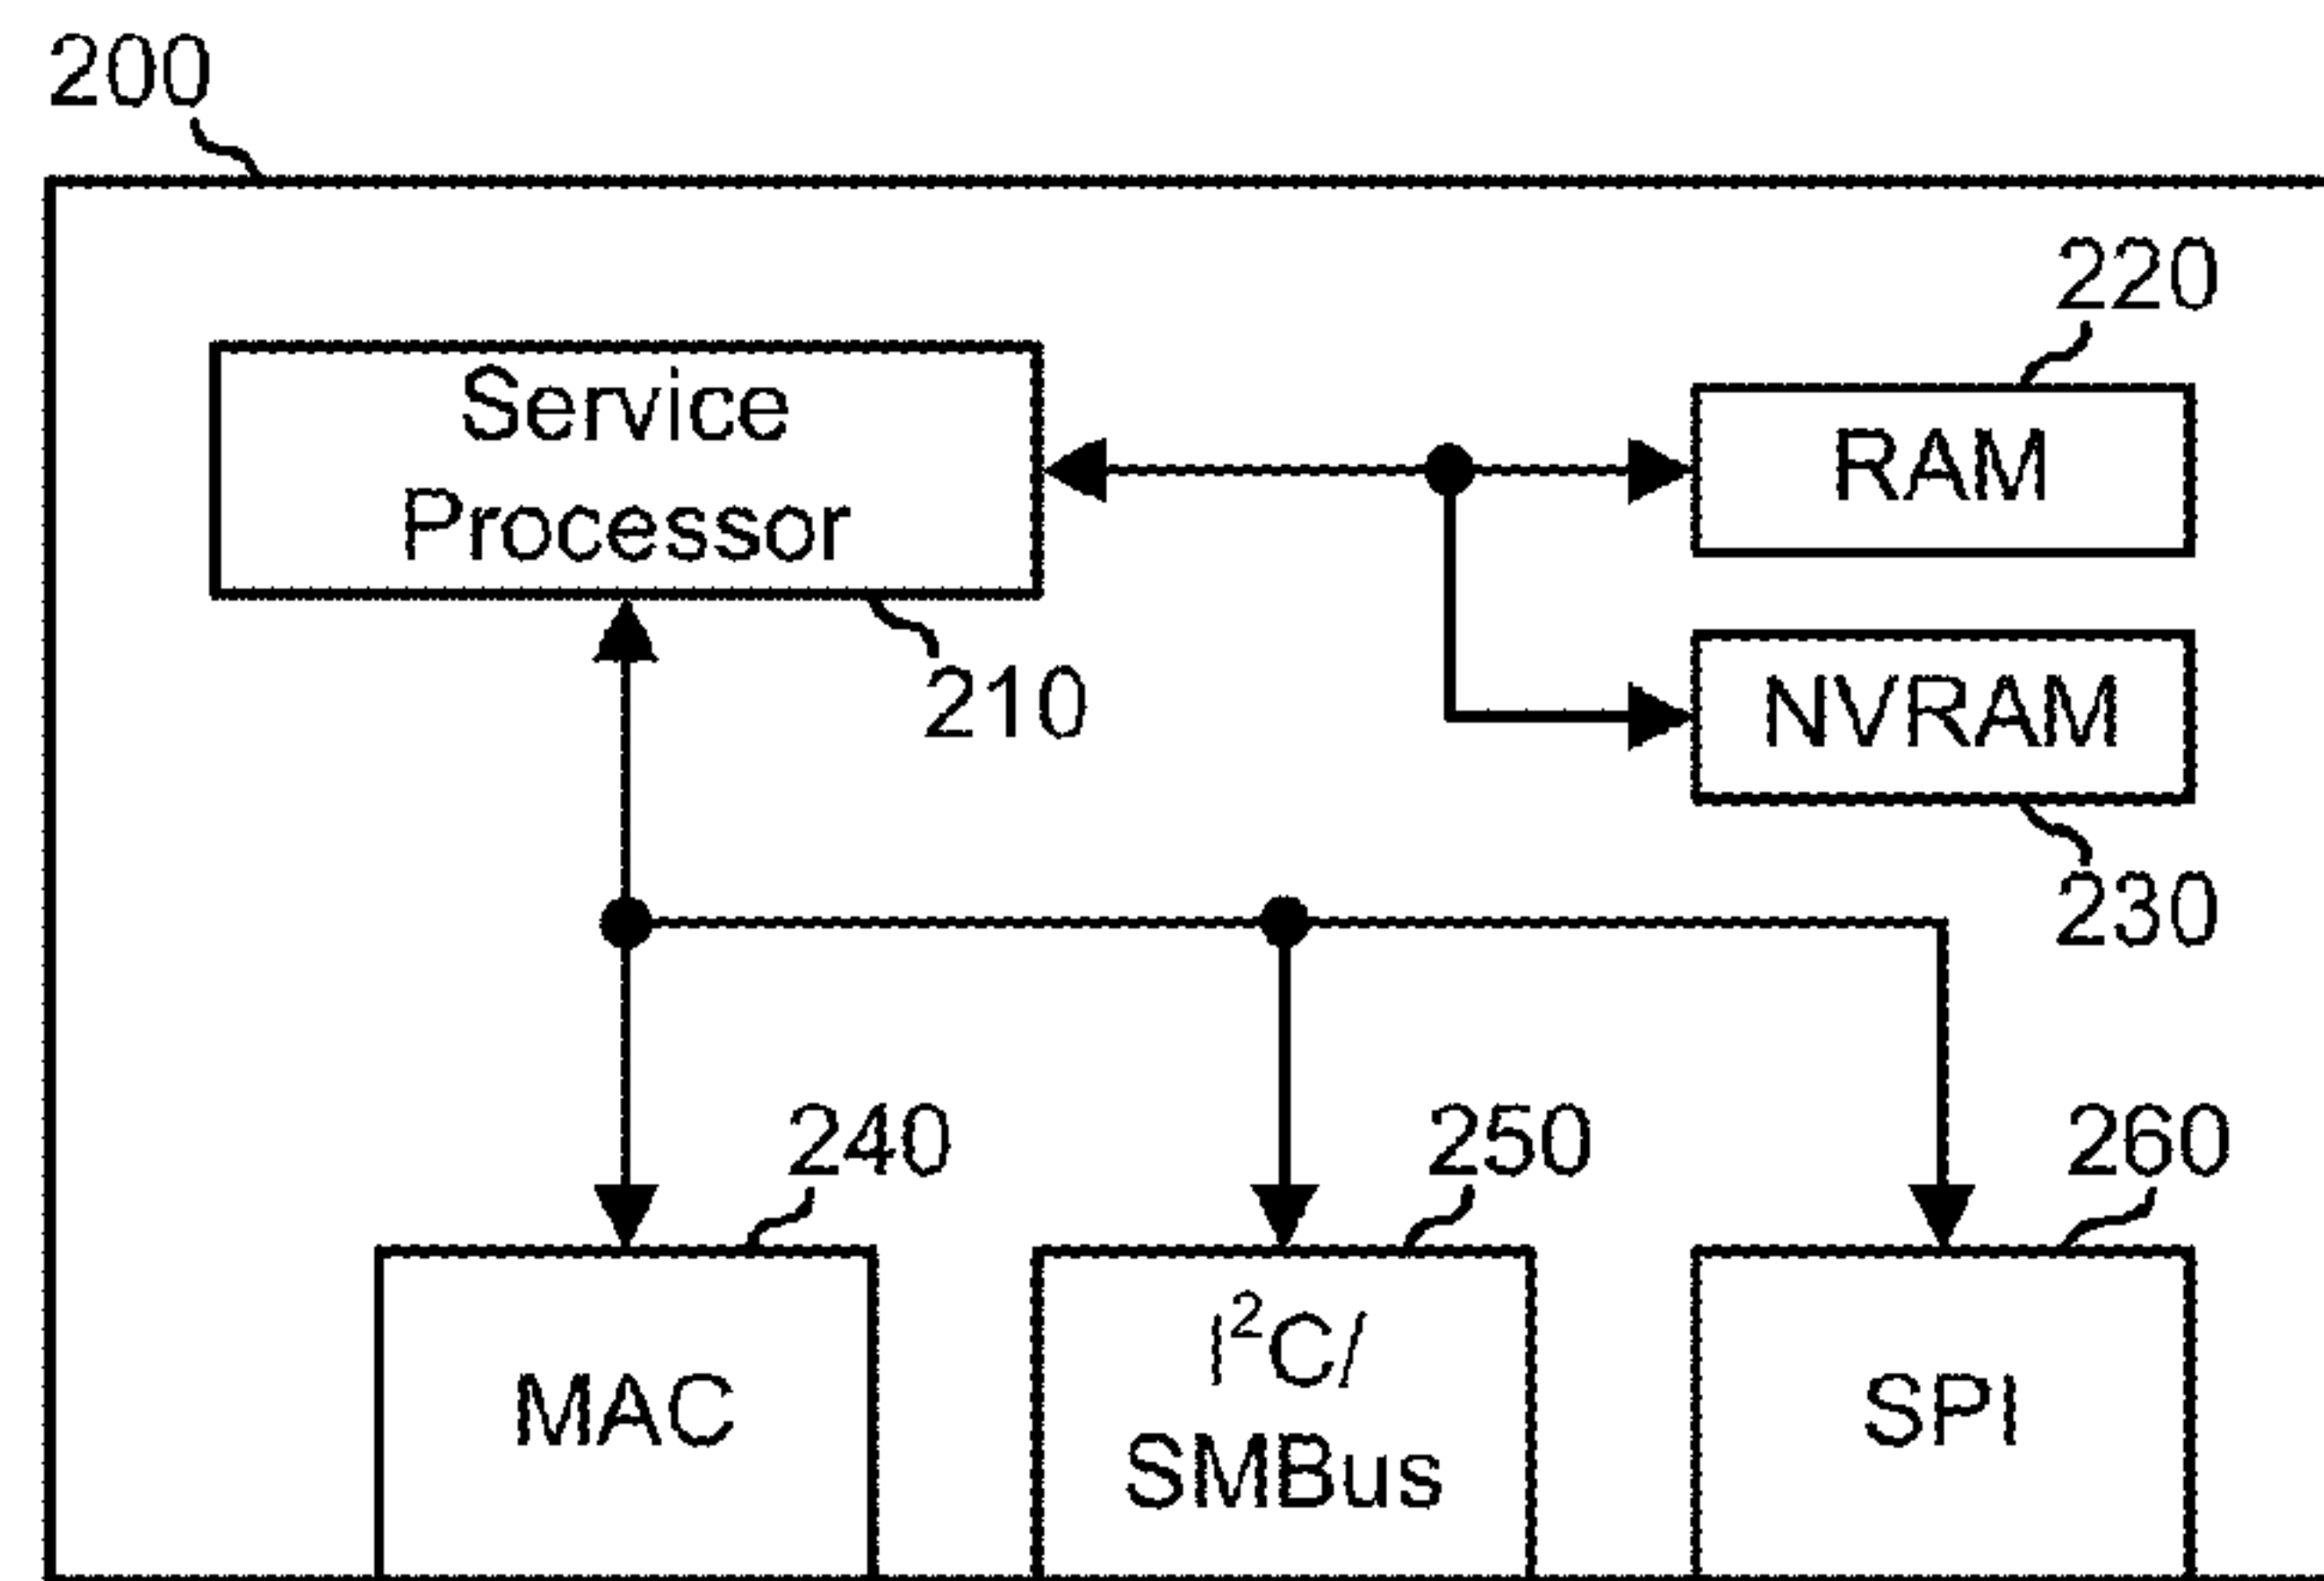 200
220
Service
Processor
RAM
210
NVRAM
230
240
250
260
MAC
I²C/
SMBus
SPI